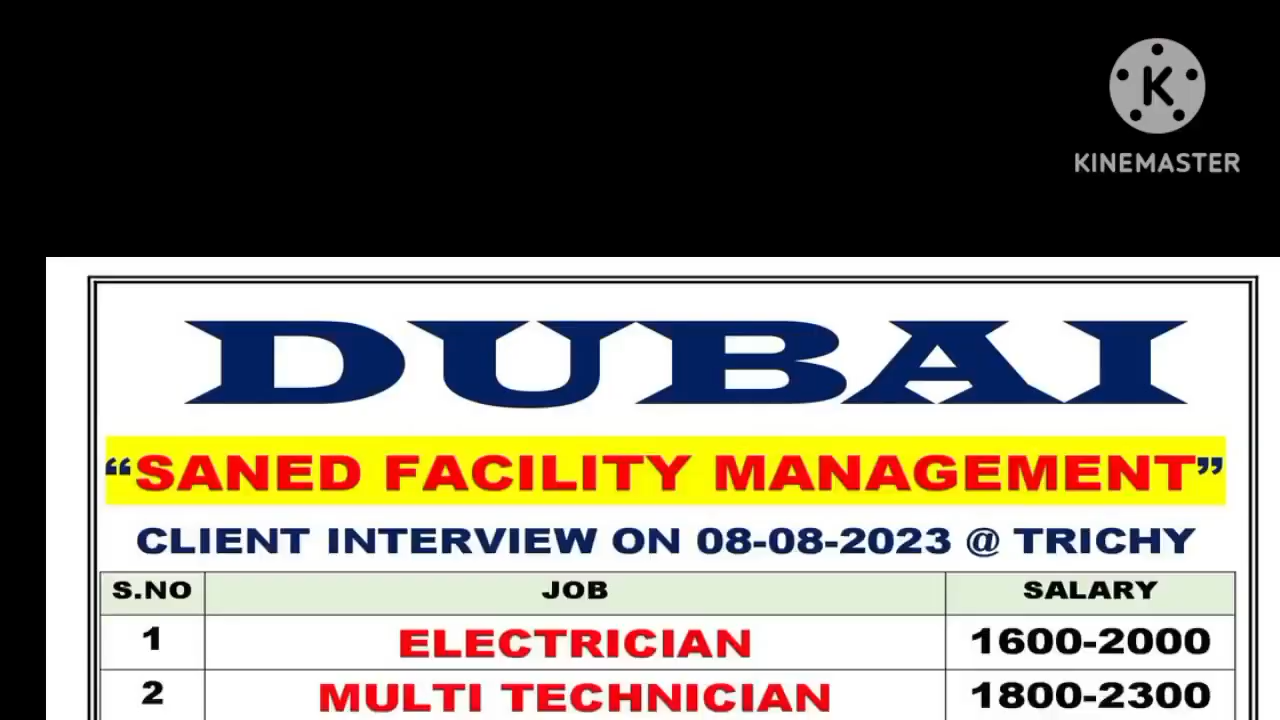 K
KINEMASTER
DUBAI
“SANED FACILITY MANAGEMENT”
CLIENT INTERVIEW ON 08-08-2023 @ TRICHY
S.NO JOB SALARY
1 ELECTRICIAN 1600-2000
2 MULTI TECHNICIAN 1800-2300